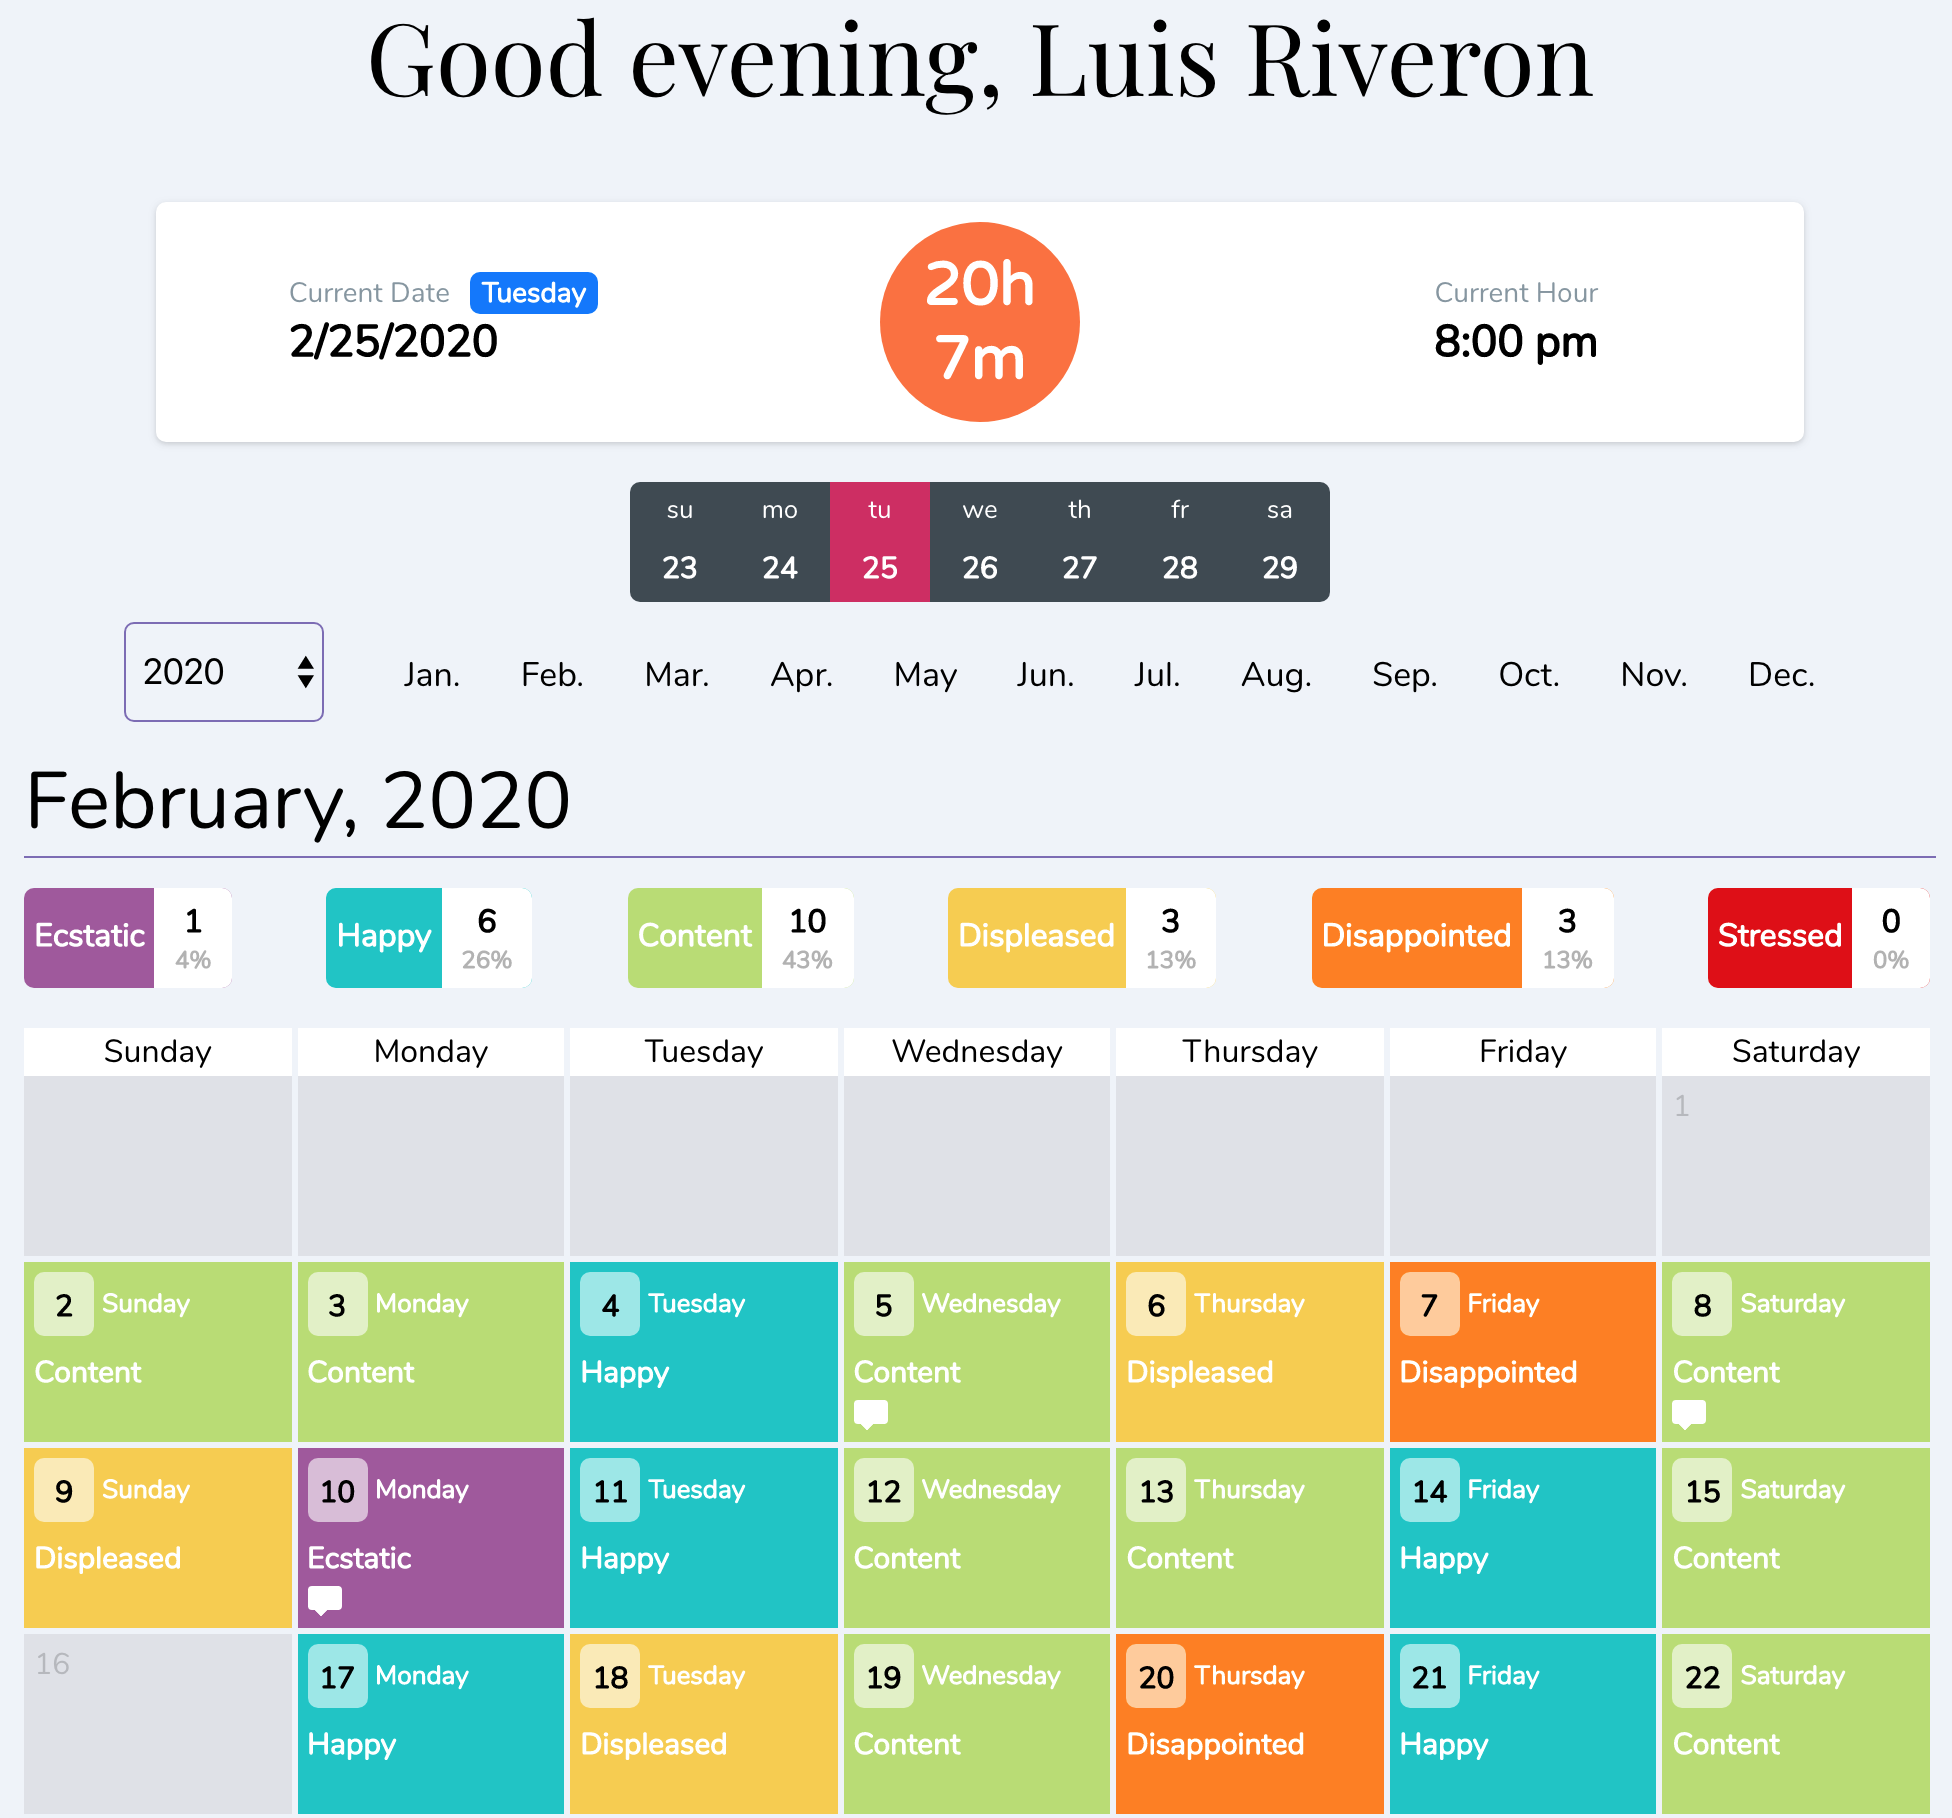 Good evening, Luis Riveron
Current Date Tuesday
2/25/2020
20h
7m
Current Hour
8:00 pm
su mo tu we th fr sa
23 24 25 26 27 28 29
2020 Jan. Feb. Mar. Apr. May Jun. Jul. Aug. Sep. Oct. Nov. Dec.
February, 2020
Ecstatic 1 4%
Happy 6 26%
Content 10 43%
Displeased 3 13%
Disappointed 3 13%
Stressed 0 0%
Sunday Monday Tuesday Wednesday Thursday Friday Saturday
1
2 Sunday 3 Monday 4 Tuesday 5 Wednesday 6 Thursday 7 Friday 8 Saturday
Content Content Happy Content Displeased Disappointed Content
9 Sunday 10 Monday 11 Tuesday 12 Wednesday 13 Thursday 14 Friday 15 Saturday
Displeased Ecstatic Happy Content Content Happy Content
16 17 Monday 18 Tuesday 19 Wednesday 20 Thursday 21 Friday 22 Saturday
Happy Displeased Content Disappointed Happy Content